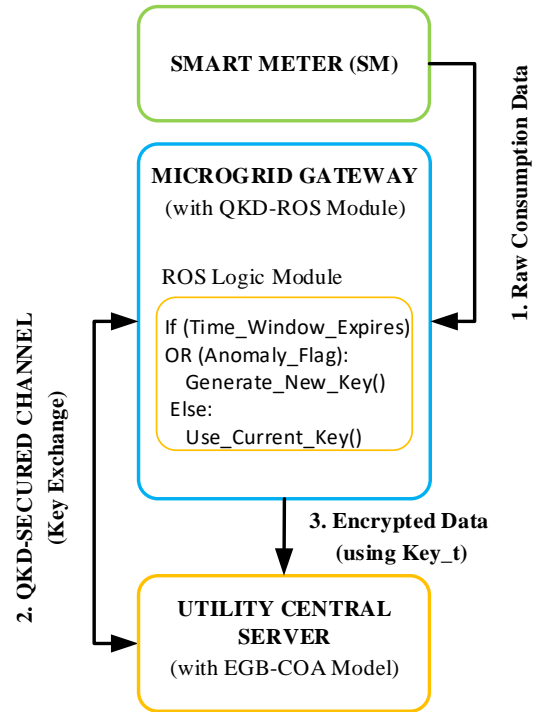 SMART METER (SM)
MICROGRID GATEWAY
(with QKD-ROS Module)
ROS Logic Module
If (Time_Window_Expires)
OR (Anomaly_Flag):
Generate_New_Key()
Else:
Use_Current_Key()
1. Raw Consumption Data
2. QKD-SECURED CHANNEL
(Key Exchange)
3. Encrypted Data
(using Key_t)
UTILITY CENTRAL
SERVER
(with EGB-COA Model)